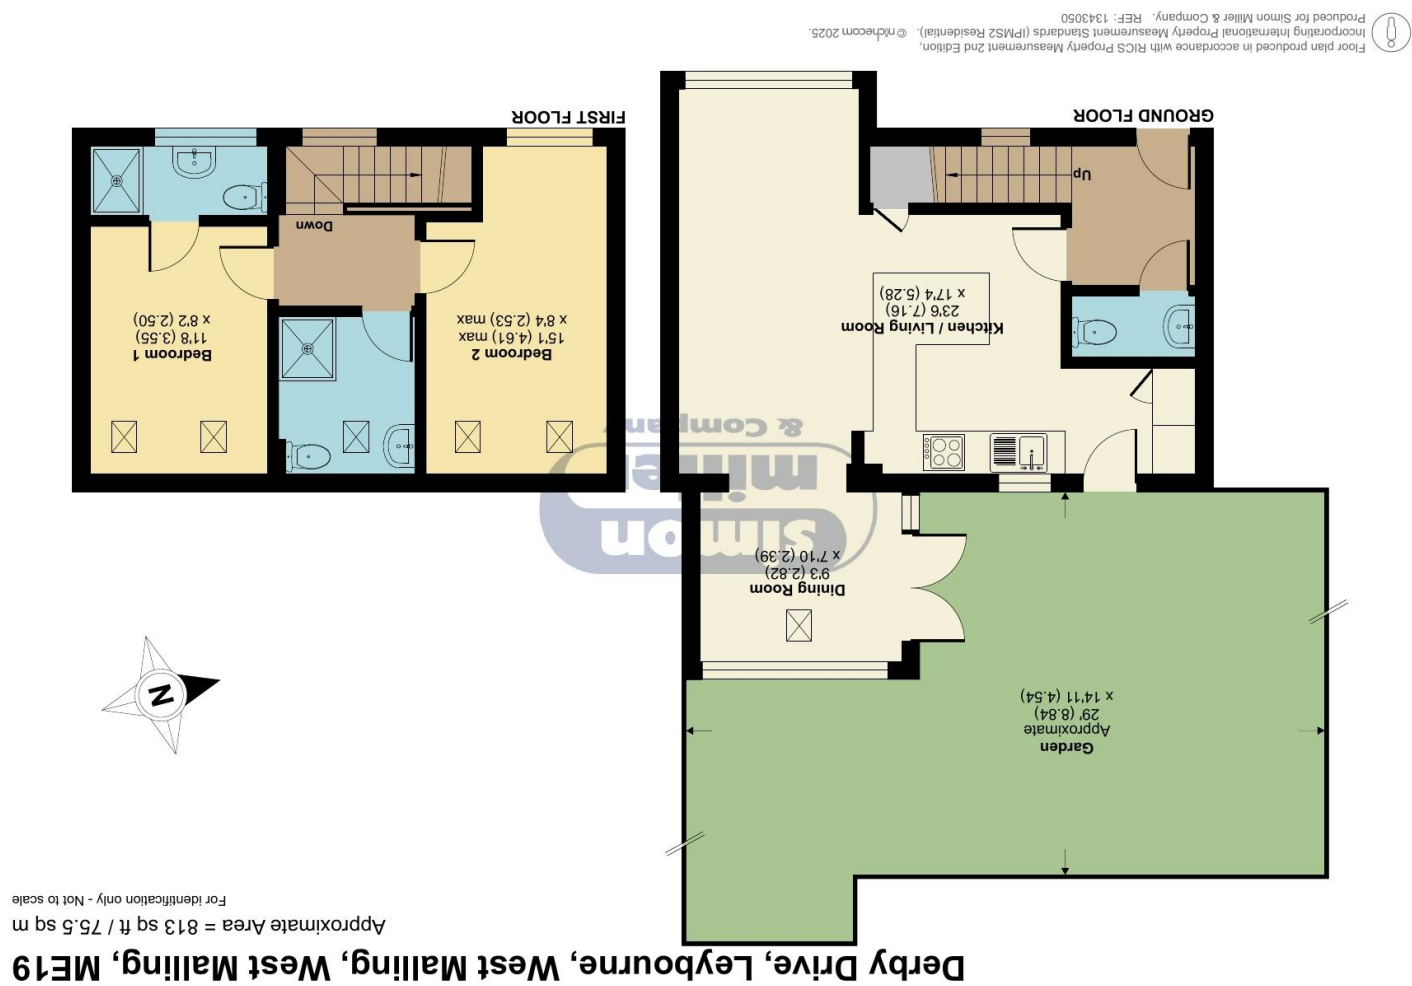 Derby Drive, Leybourne, West Malling, West Malling, ME19
Approximate Area = 813 sq ft / 75.5 sq m
For identification only - Not to scale
Garden
Approximate
29' (8.84)
x 14'11 (4.54)
N
Dining Room
9'3 (2.82)
x 7'10 (2.39)
simon
miller
& Company
Kitchen / Living Room
23'6 (7.16)
x 17'4 (5.28)
Up
GROUND FLOOR
Bedroom 2
15'1 (4.61) max
x 8'4 (2.53) max
Bedroom 1
11'8 (3.55)
x 8'2 (2.50)
Down
FIRST FLOOR
Floor plan produced in accordance with RICS Property Measurement 2nd Edition,
Incorporating International Property Measurement Standards (IPMS2 Residential). © nichecom 2025.
Produced for Simon Miller & Company. REF: 1343050